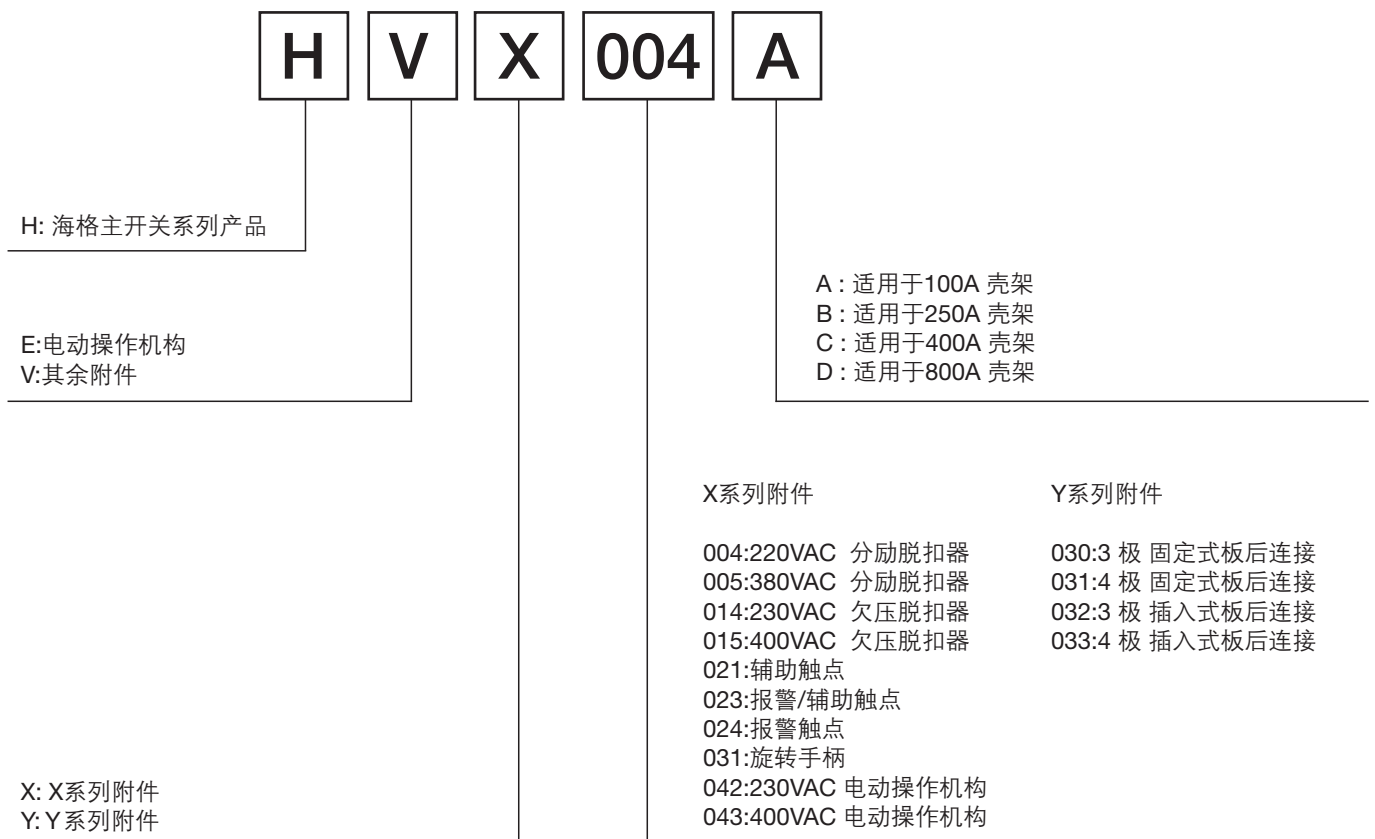 H V X 004 A
H: 海格主开关系列产品
E:电动操作机构
V:其余附件
A : 适用于100A 壳架
B : 适用于250A 壳架
C : 适用于400A 壳架
D : 适用于800A 壳架
X系列附件
004:220VAC 分励脱扣器
005:380VAC 分励脱扣器
014:230VAC 欠压脱扣器
015:400VAC 欠压脱扣器
021:辅助触点
023:报警/辅助触点
024:报警触点
031:旋转手柄
042:230VAC 电动操作机构
043:400VAC 电动操作机构
Y系列附件
030:3 极 固定式板后连接
031:4 极 固定式板后连接
032:3 极 插入式板后连接
033:4 极 插入式板后连接
X: X系列附件
Y: Y系列附件